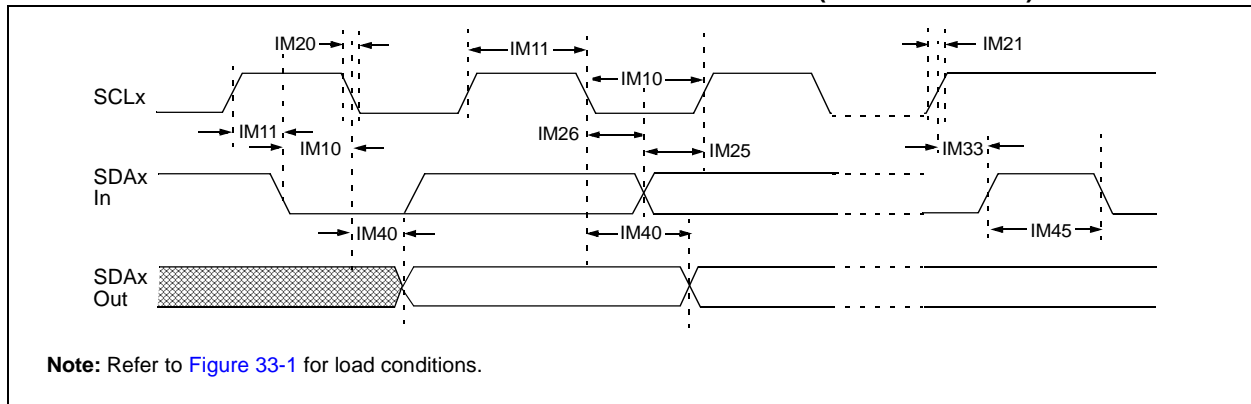 IM20
IM11
IM21
IM10
SCLx
IM11
IM26
IM10
IM25
IM33
SDAx
In
IM40
IM40
IM45
SDAx
Out
Note: Refer to Figure 33-1 for load conditions.